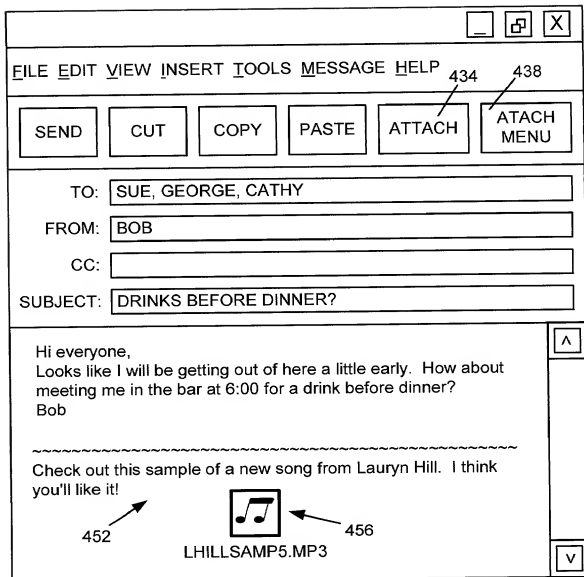 _ X
FILE EDIT VIEW INSERT TOOLS MESSAGE HELP
434 438
SEND CUT COPY PASTE ATTACH ATACH
MENU
TO: SUE, GEORGE, CATHY
FROM: BOB
CC:
SUBJECT: DRINKS BEFORE DINNER?
Hi everyone,
Looks like I will be getting out of here a little early. How about
meeting me in the bar at 6:00 for a drink before dinner?
Bob
~~~~~~~~~~~~~~~~~~~~~~~~~~~~~~~~~~~~~~~~~~~~~~~~
Check out this sample of a new song from Lauryn Hill. I think
you'll like it!
452 456
LHILLSAMP5.MP3